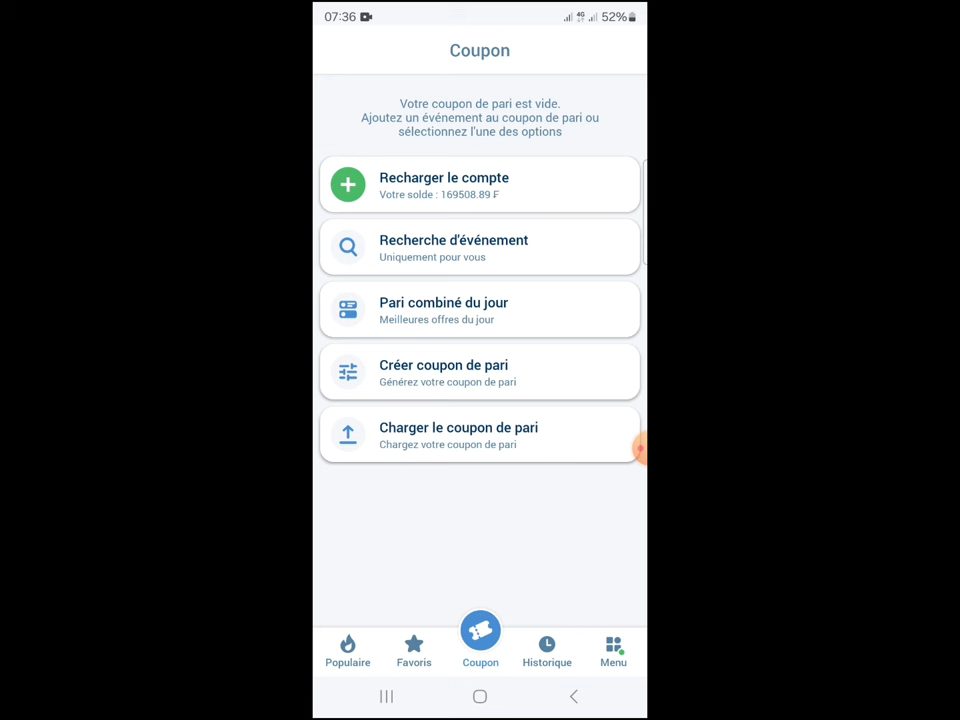 07:36
4G
52%
Coupon
Votre coupon de pari est vide.
Ajoutez un événement au coupon de pari ou
sélectionnez l'une des options
Recharger le compte
Votre solde : 169508.89 ₣
Recherche d'événement
Uniquement pour vous
Pari combiné du jour
Meilleures offres du jour
Créer coupon de pari
Générez votre coupon de pari
Charger le coupon de pari
Chargez votre coupon de pari
Populaire
Favoris
Coupon
Historique
Menu